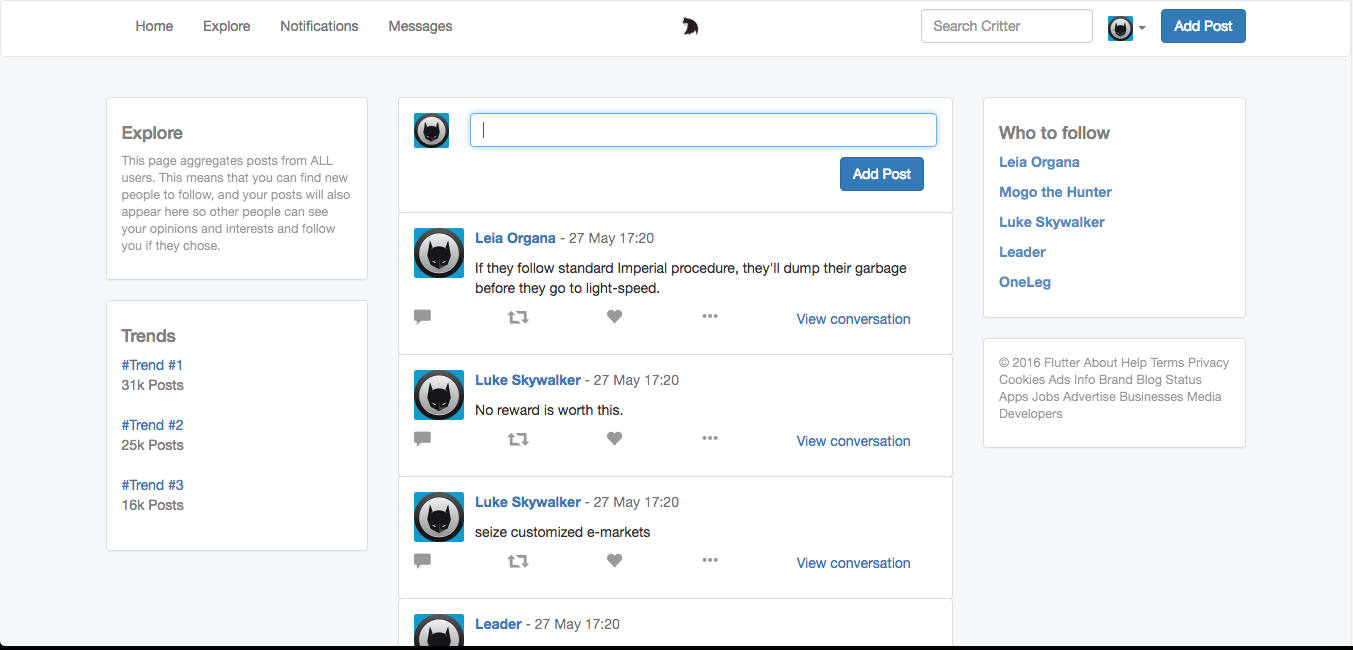 Home Explore Notifications Messages Search Critter Add Post
Explore
This page aggregates posts from ALL
users. This means that you can find new
people to follow, and your posts will also
appear here so other people can see
your opinions and interests and follow
you if they chose.
Trends
#Trend #1
31k Posts
#Trend #2
25k Posts
#Trend #3
16k Posts
Add Post
Leia Organa - 27 May 17:20
If they follow standard Imperial procedure, they'll dump their garbage
before they go to light-speed.
View conversation
Luke Skywalker - 27 May 17:20
No reward is worth this.
View conversation
Luke Skywalker - 27 May 17:20
seize customized e-markets
View conversation
Leader - 27 May 17:20
Who to follow
Leia Organa
Mogo the Hunter
Luke Skywalker
Leader
OneLeg
© 2016 Flutter About Help Terms Privacy
Cookies Ads Info Brand Blog Status
Apps Jobs Advertise Businesses Media
Developers